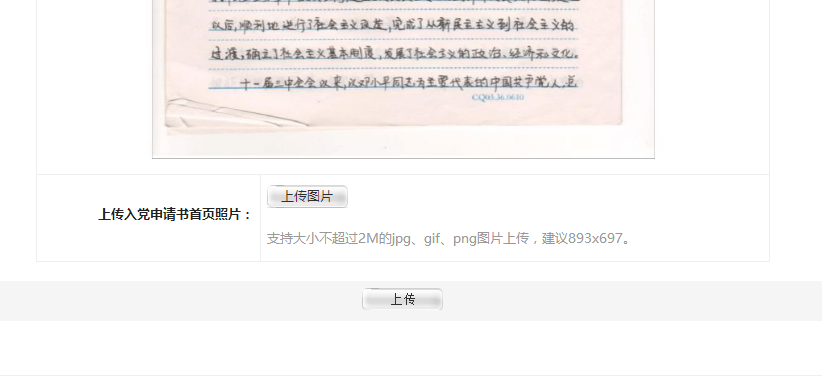 以后,顺利地进行了社会主义改造,完成了从新民主主义到社会主义的
过渡,确立了社会主义基本制度,发展了社会主义的政治、经济和文化。
十一届三中全会以来,以邓小平同志为主要代表的中国共产党人,总
CQ03.36.0610
上传入党申请书首页照片:
上传图片
支持大小不超过2M的jpg、gif、png图片上传，建议893x697。
上传